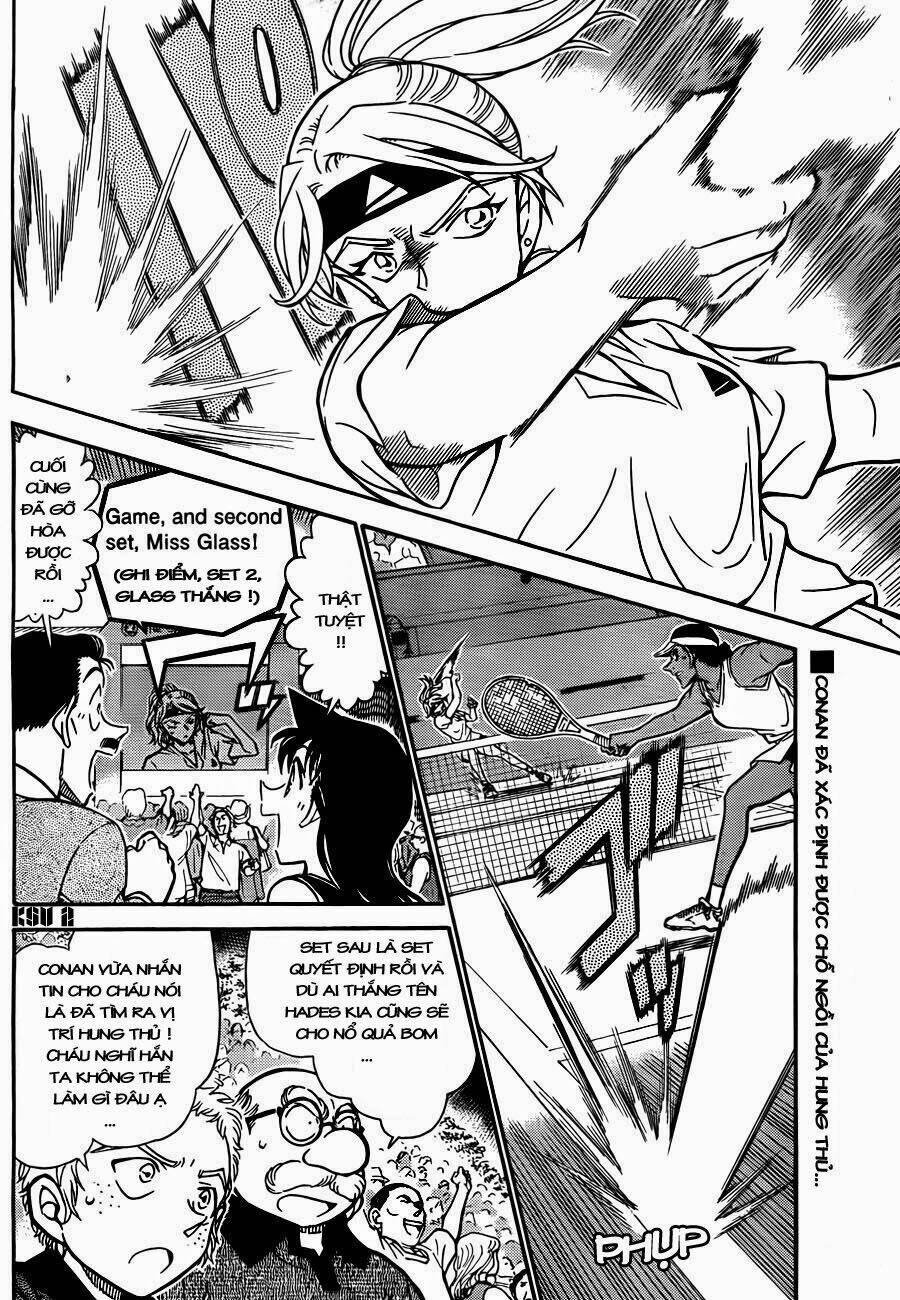 CUỐI
CÙNG
ĐÃ GỠ
HÒA
ĐƯỢC
RỒI
...
Game, and second
set, Miss Glass!
(GHI ĐIỂM, SET 2,
GLASS THẮNG !)
THẬT
TUYỆT
!!
CONAN ĐÃ XÁC ĐỊNH ĐƯỢC CHỖ NGỒI CỦA HUNG THỦ...
KSV 2
CONAN VỪA NHẮN
TIN CHO CHÁU NÓI
LÀ ĐÃ TÌM RA VỊ
TRÍ HUNG THỦ !
CHÁU NGHĨ HẮN
TA KHÔNG THỂ
LÀM GÌ ĐÂU Ạ
...
SET SAU LÀ SET
QUYẾT ĐỊNH RỒI VÀ
DÙ AI THẮNG TÊN
HADES KIA CŨNG SẼ
CHO NỔ QUẢ BOM
...
PHỤP